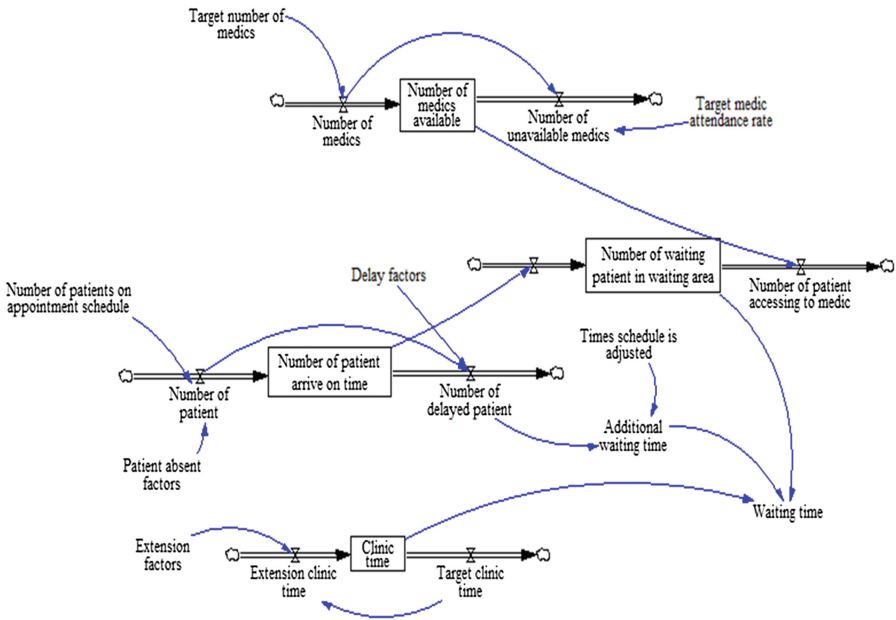 Target number of
medics
Number of
medics
available
Number of
medics
Number of
unavailable medics
Target medic
attendance rate
Number of waiting
patient in waiting area
Number of patient
accessing to medic
Delay factors
Number of patients on
appointment schedule
Number of patient
arrive on time
Times schedule is
adjusted
Number of
patient
Number of
delayed patient
Additional
waiting time
Patient absent
factors
Waiting time
Extension
factors
Clinic
time
Extension clinic
time
Target clinic
time